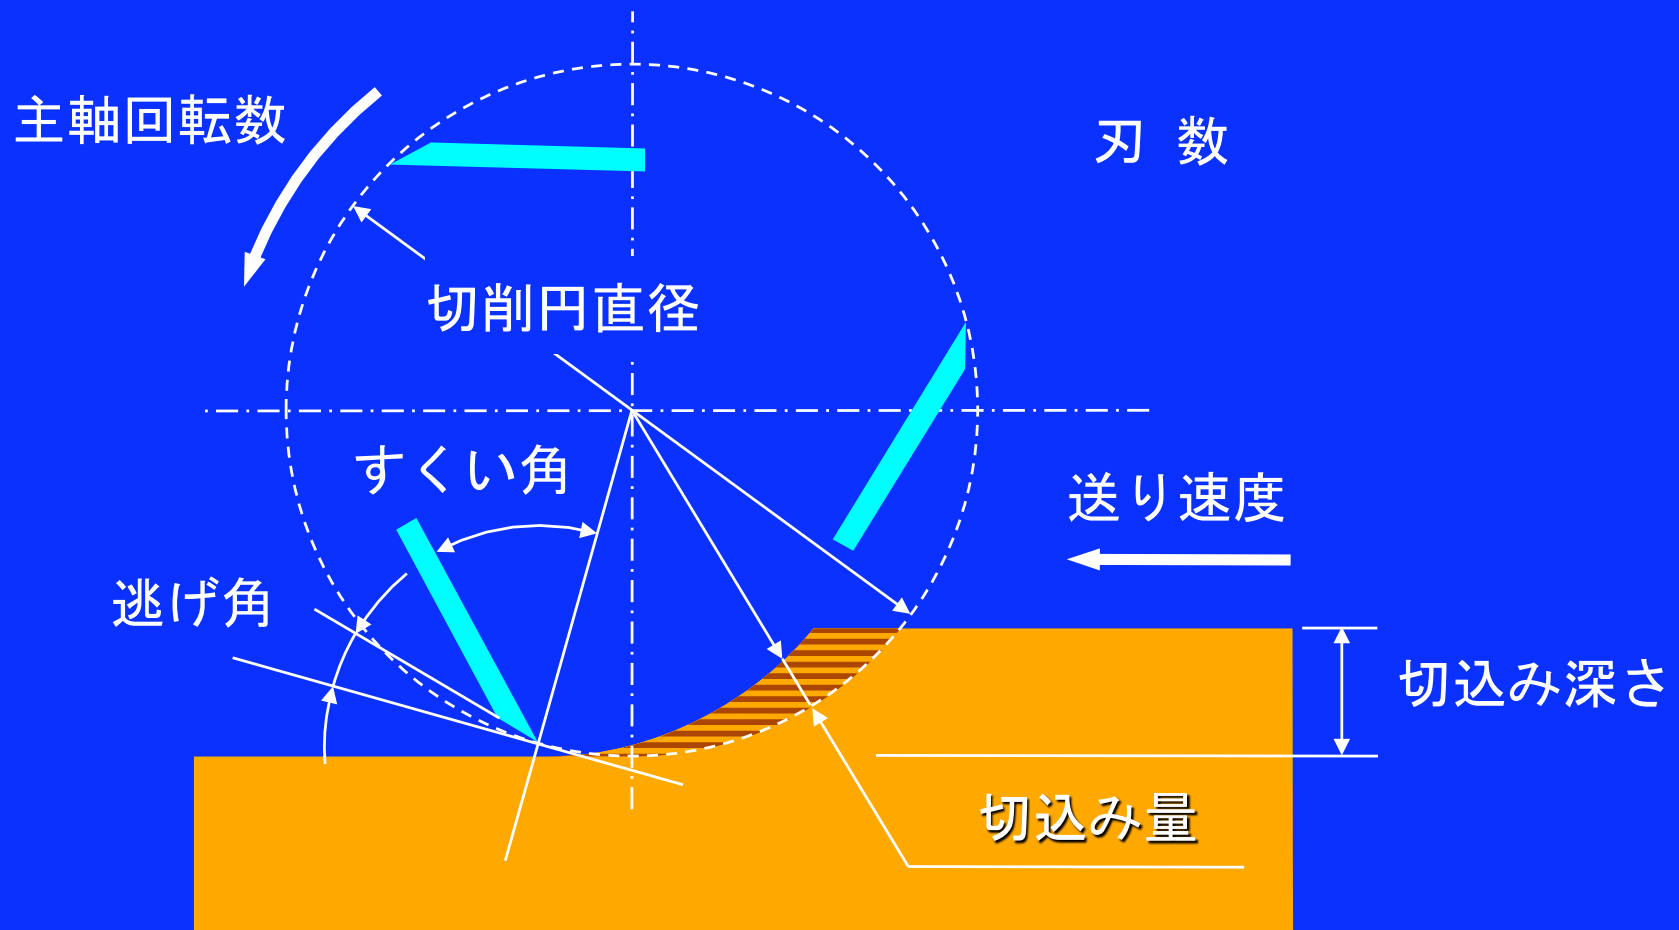 主軸回転数
刃 数
切削円直径
すくい角
送り速度
逃げ角
切込み深さ
切込み量